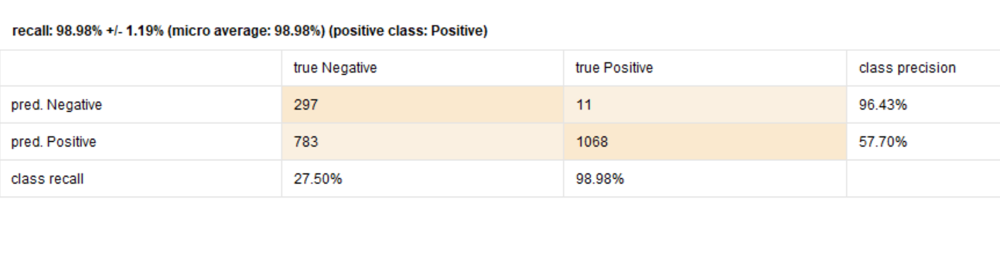 recall: 98.98% +/- 1.19% (micro average: 98.98%) (positive class: Positive)
true Negative true Positive class precision
pred. Negative 297 11 96.43%
pred. Positive 783 1068 57.70%
class recall 27.50% 98.98%